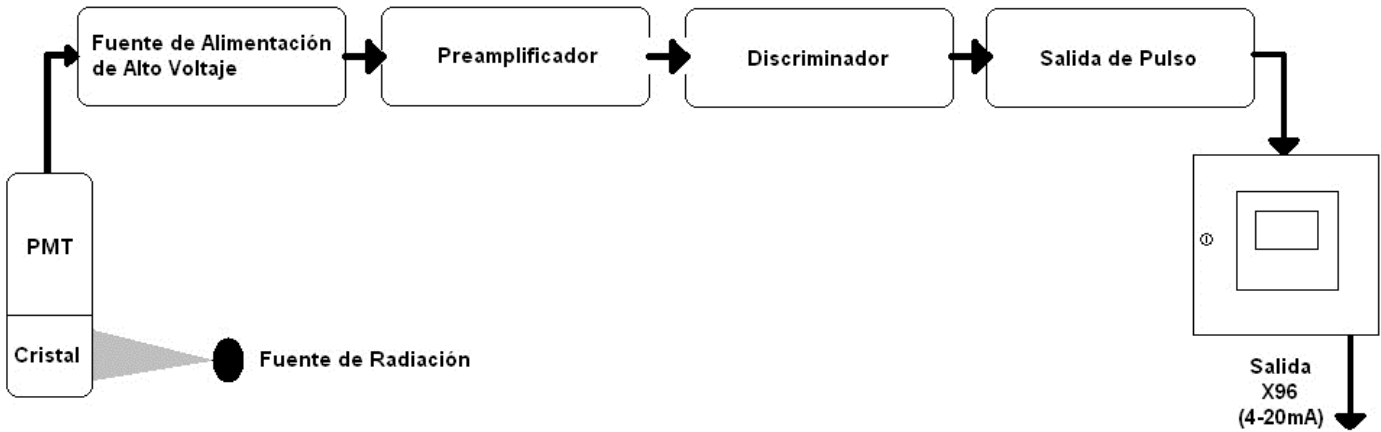 Fuente de Alimentación
de Alto Voltaje
Preamplificador
Discriminador
Salida de Pulso
PMT
Cristal
Fuente de Radiación
Salida
X96
(4-20mA)